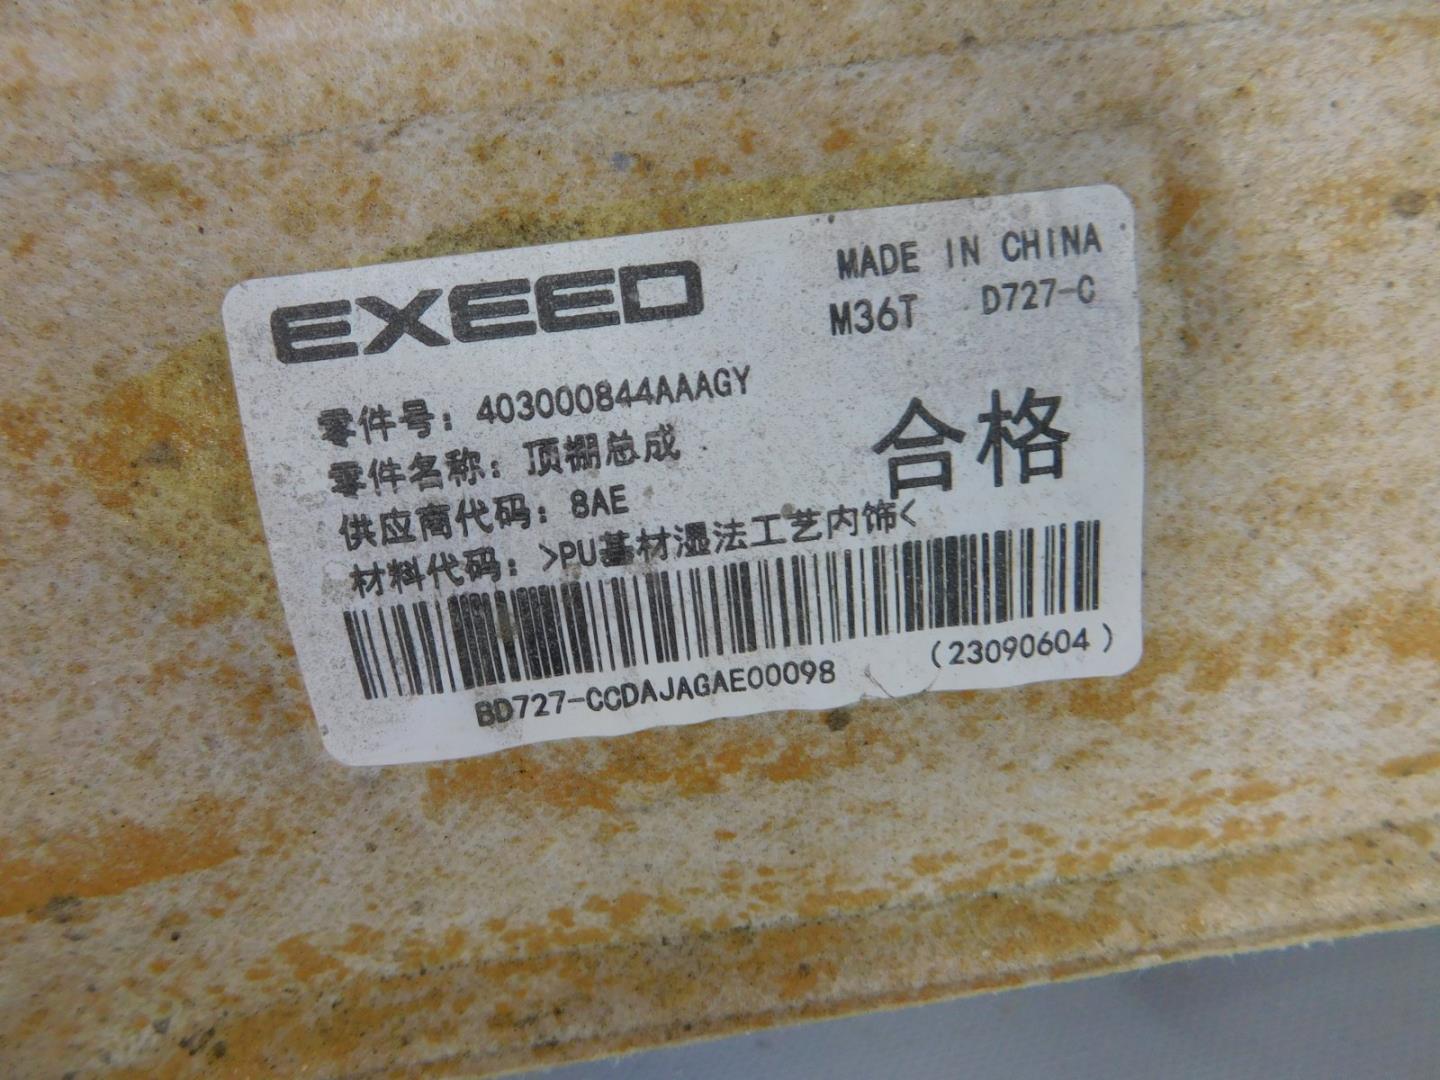 EXEED
MADE IN CHINA
M36T D727-C
零件号: 403000844AAAGY
零件名称: 顶棚总成
供应商代码: 8AE
材料代码: >PU基材湿法工艺内饰<
合格
BD727-CCDAJAGAE00098
(23090604)